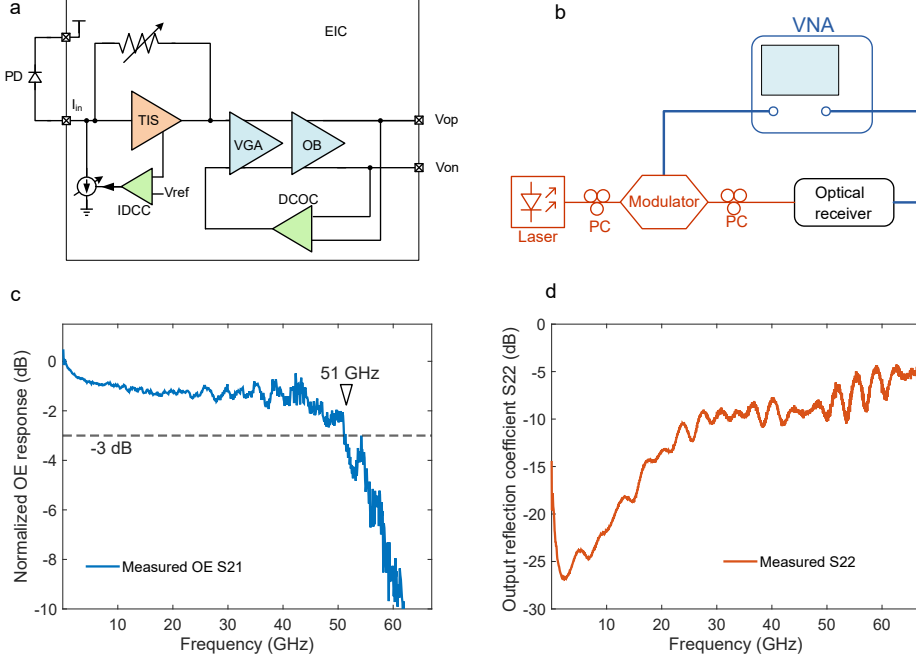 a
EIC
PD
I_in
TIS
VGA
OB
Vop
Von
Vref
IDCC
DCOC
b
VNA
Laser
PC
Modulator
PC
Optical
receiver
c
Normalized OE response (dB)
0
-2
-4
-6
-8
-10
51 GHz
-3 dB
Measured OE S21
10
20
30
40
50
60
Frequency (GHz)
d
Output reflection coefficient S22 (dB)
0
-5
-10
-15
-20
-25
-30
Measured S22
10
20
30
40
50
60
Frequency (GHz)